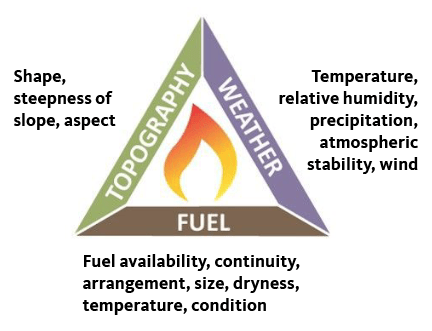 Shape,
steepness of
slope, aspect
TOPOGRAPHY
WEATHER
Temperature,
relative humidity,
precipitation,
atmospheric
stability, wind
FUEL
Fuel availability, continuity,
arrangement, size, dryness,
temperature, condition